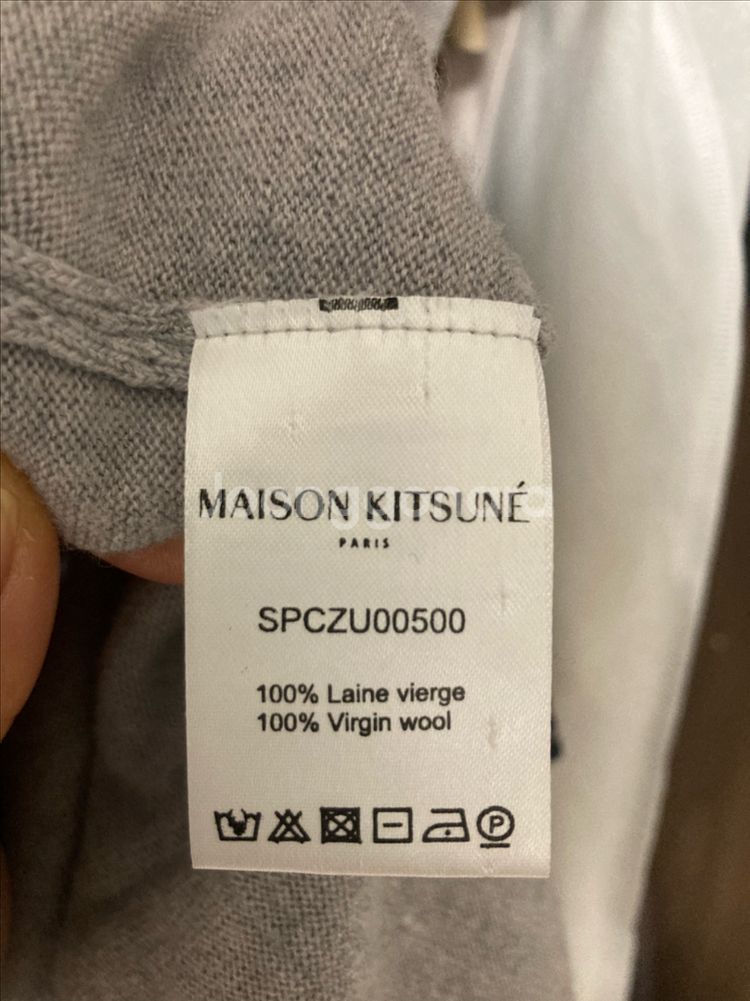 MAISON KITSUNÉ
PARIS
SPCZU00500
100% Laine vierge
100% Virgin wool
P